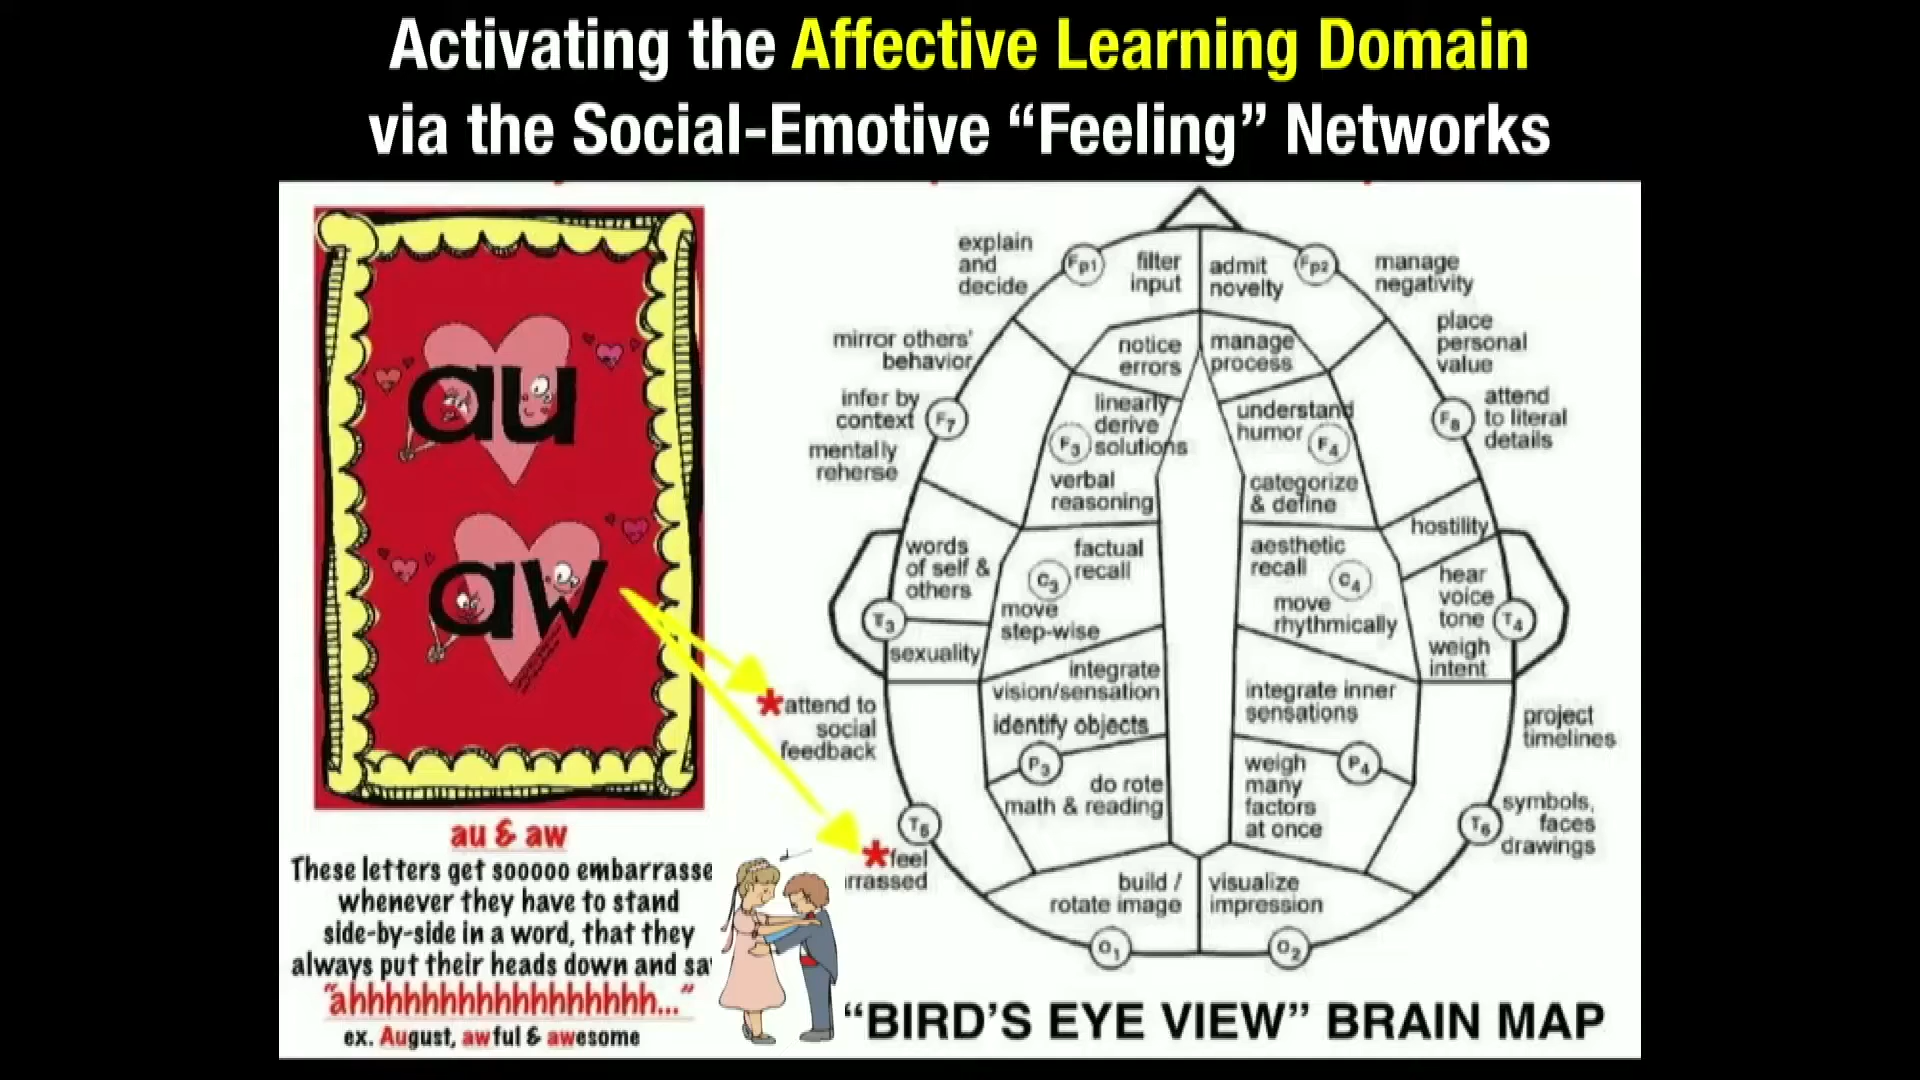 Activating the Affective Learning Domain
via the Social-Emotive “Feeling” Networks
au
aw
au & aw
These letters get sooooo embarrasse
whenever they have to stand
side-by-side in a word, that they
always put their heads down and sa
“ahhhhhhhhhhhhhhhhhh...”
ex. August, awful & awesome
explain
and
decide
Fp1
filter
input
admit
novelty
Fp2
manage
negativity
mirror others'
behavior
notice
errors
manage
process
place
personal
value
infer by
context
F7
mentally
reherse
linearly
derive
solutions
F3
verbal
reasoning
understand
humor
F4
categorize
& define
F8
attend
to literal
details
hostility
words
of self &
others
T3
sexuality
factual
recall
C3
move
step-wise
aesthetic
recall
C4
move
rhythmically
hear
voice
tone
T4
weigh
intent
integrate
vision/sensation
identify objects
P3
do rote
math & reading
integrate inner
sensations
weigh
many
factors
at once
P4
project
timelines
*attend to
social
feedback
T5
*feel
rrassed
T6
symbols,
faces
drawings
build /
rotate image
visualize
impression
O1
O2
“BIRD'S EYE VIEW” BRAIN MAP